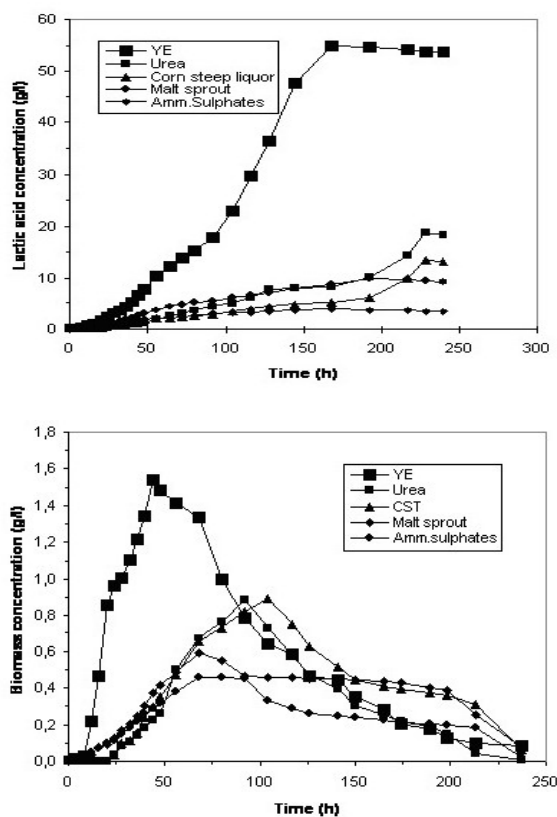 60
50
40
30
20
10
0
Lactic acid concentration (g/l)
YE
Urea
Corn steep liquor
Malt sprout
Amm.Sulphates
0 50 100 150 200 250 300
Time (h)
1,8
1,6
1,4
1,2
1,0
0,8
0,6
0,4
0,2
0,0
Biomass concentration (g/l)
YE
Urea
CST
Malt sprout
Amm.sulphates
0 50 100 150 200 250
Time (h)